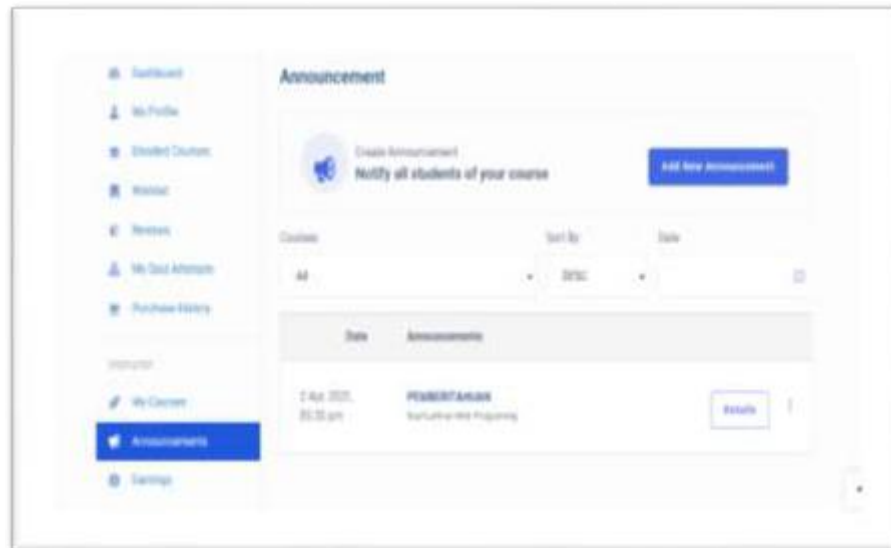 Dashboard
My Profile
Enrolled Courses
Wishlist
Reviews
My Quiz Attempts
Purchase History
Instructor
My Courses
Announcements
Earnings
Announcement
Create Announcement
Notify all students of your course
Add New Announcement
Courses
Sort By
Date
All
DESC
Date
Announcements
2021,
pm
PEMBERITAHUAN
Details